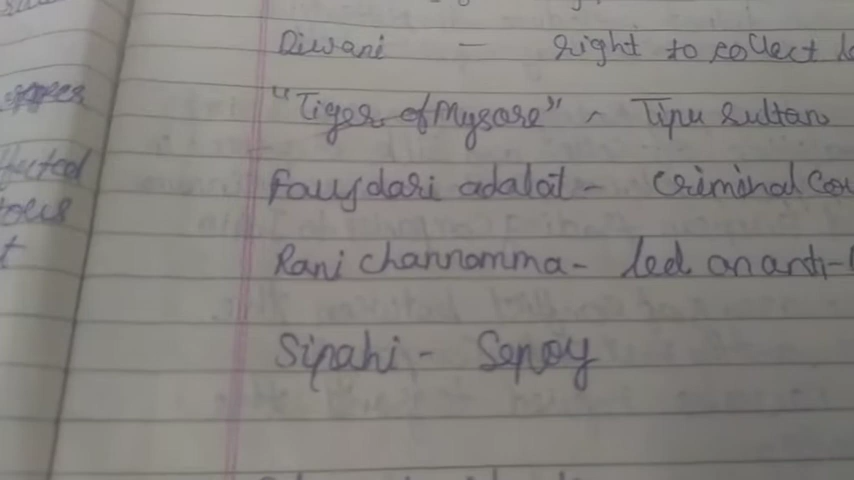 Diwani - right to collect
"Tiger of Mysore" - Tipu Sultan
Faujdari adalat - Criminal
Rani Channamma - led an anti-
Sipahi - Sepoy